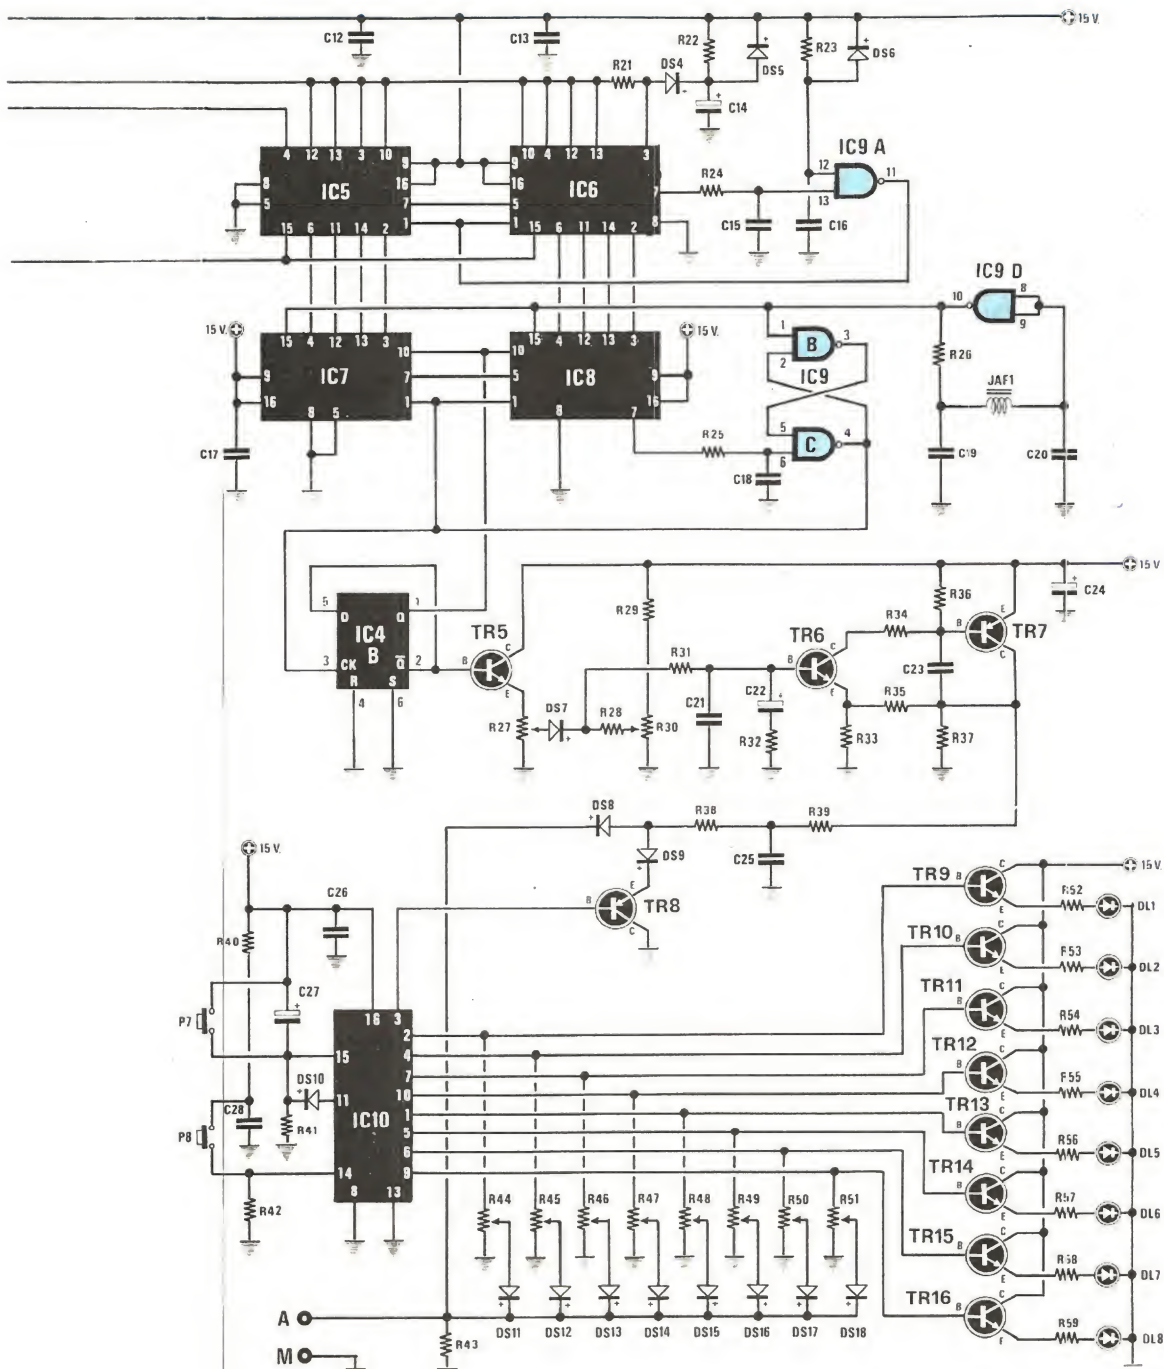 C12 C13 R22 DS5 R23 DS6 15 V.
R21 DS4 C14
4 12 13 3 10 10 4 12 13 3
IC9 A
12 11 13
8 5 IC5 9 16 7 1
9 16 5 1 IC6 7 8
R24 C15 C16
15 6 11 14 2 15 6 11 14 2
IC9 D
10 8 9
15 V. 15 V.
15 4 12 13 3 10 15 4 12 13 3
10
1 B 3
2
IC9
R26 JAF1
9 16 IC7 7 1
5 1 IC8 9 16
8 5 8 7
R25 5 C 4
6
C17 C18 C19 C20
15 V.
5 D IC4 B Q 1
3 CK Q 2
R S
4 6
TR5 B C E
R27 DS7 R28 R29 R30
R31 C21 C22 R32
TR6 B C E
R33 R34 R35 R36 C23 R37
TR7 B E C
C24
DS8 R38 R39
DS9 C25
TR8 B E C
15 V. 15 V.
C26
R40
C27
P7
16 3
15 2
4
7
DS10 11 10
C28 R41 IC10 1
P8 5
6
14 9
R42 8 13
TR9 B C E R52 DL1
TR10 B C E R53 DL2
TR11 B C E R54 DL3
TR12 B C E R55 DL4
TR13 B C E R56 DL5
TR14 B C E R57 DL6
TR15 B C E R58 DL7
TR16 B C E R59 DL8
R44 R45 R46 R47 R48 R49 R50 R51
DS11 DS12 DS13 DS14 DS15 DS16 DS17 DS18
A R43
M